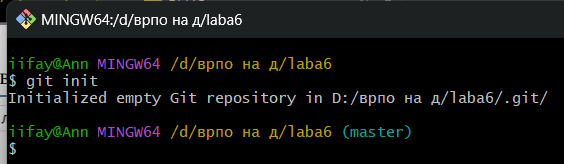 MINGW64:/d/врпо на д/laba6
iifay@Ann MINGW64 /d/врпо на д/laba6
$ git init
Initialized empty Git repository in D:/врпо на д/laba6/.git/
iifay@Ann MINGW64 /d/врпо на д/laba6 (master)
$